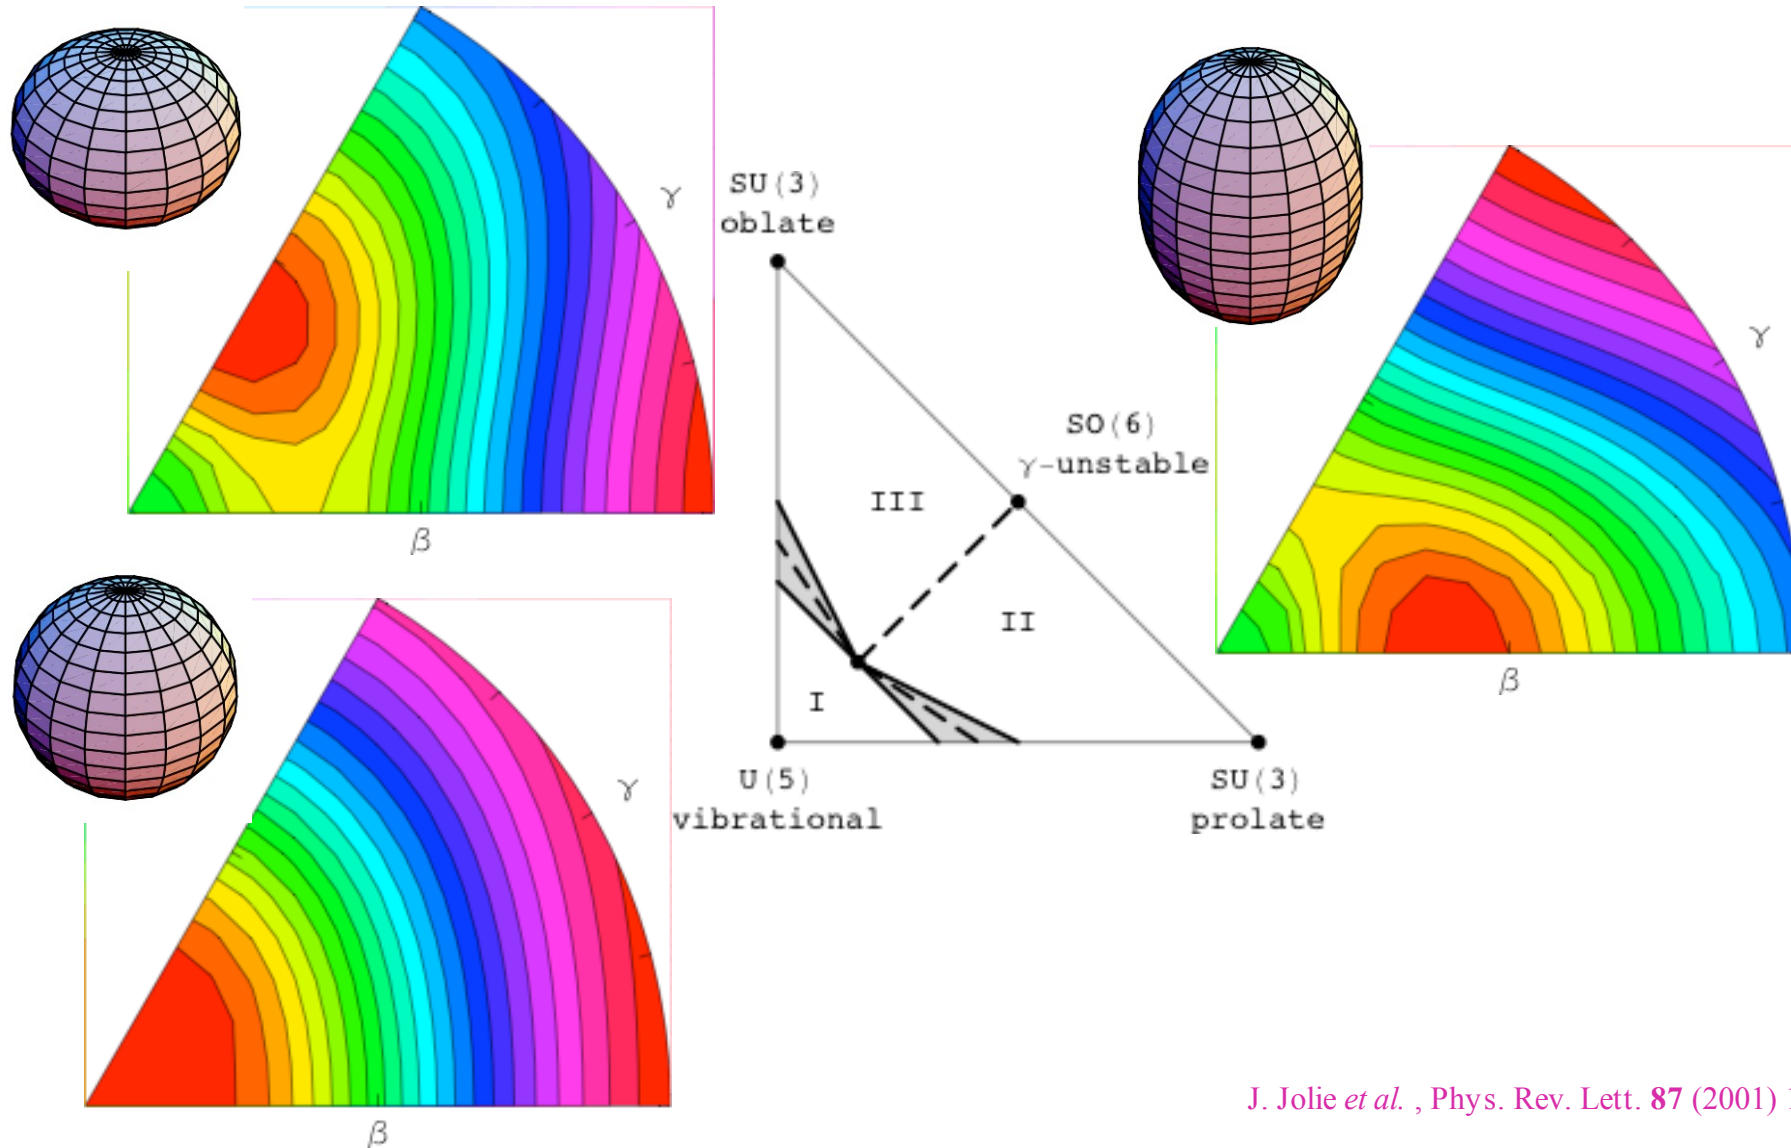 γ
β
SU(3)
oblate
SO(6)
γ-unstable
III
II
I
U(5)
vibrational
SU(3)
prolate
γ
β
γ
β
J. Jolie et al. , Phys. Rev. Lett. 87 (2001)